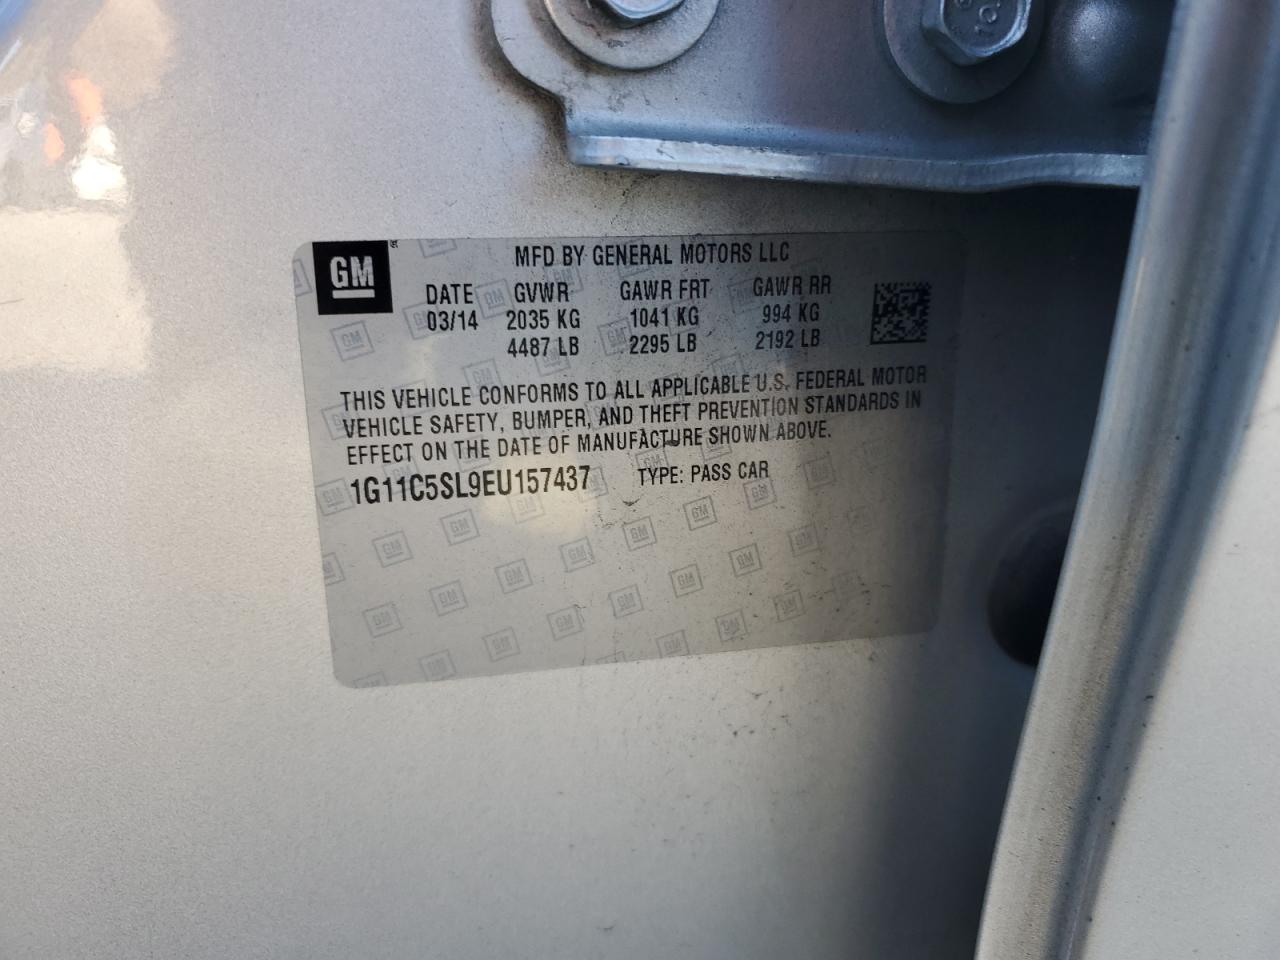 GM
MFD BY GENERAL MOTORS LLC
DATE GVWR GAWR FRT GAWR RR
03/14 2035 KG 1041 KG 994 KG
4487 LB 2295 LB 2192 LB
THIS VEHICLE CONFORMS TO ALL APPLICABLE U.S. FEDERAL MOTOR
VEHICLE SAFETY, BUMPER, AND THEFT PREVENTION STANDARDS IN
EFFECT ON THE DATE OF MANUFACTURE SHOWN ABOVE.
1G11C5SL9EU157437 TYPE: PASS CAR